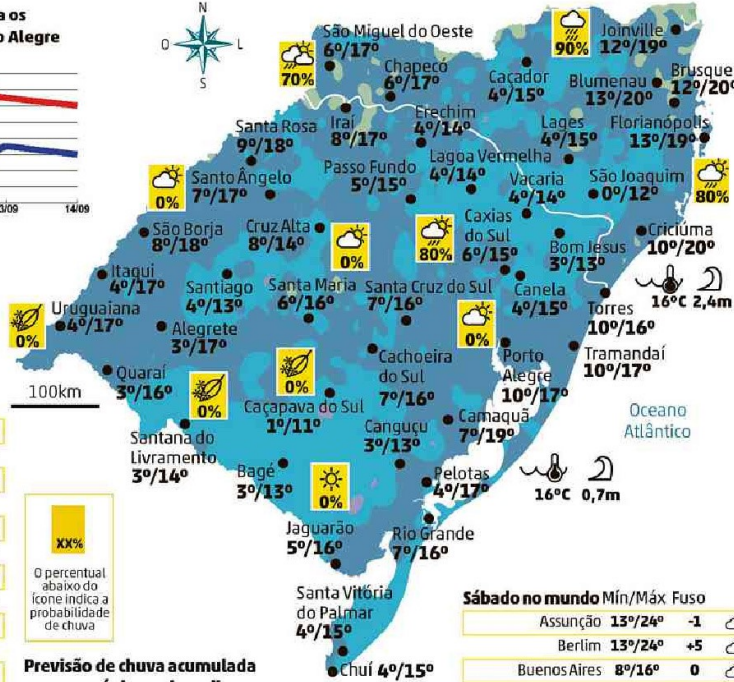 a os
o Alegre
3/09
14/09
N
O
L
S
São Miguel do Oeste
6º/17º
70%
Chapecó
6º/17º
Caçador
4º/15º
90%
Joinville
12º/19º
Blumenau
13º/20º
Brusque
12º/20º
Santa Rosa
9º/18º
Iraí
8º/17º
Erechim
4º/14º
Lages
4º/15º
Florianópolis
13º/19º
0%
Santo Ângelo
7º/17º
Passo Fundo
5º/15º
Lagoa Vermelha
4º/14º
Vacaria
4º/14º
São Joaquim
0º/12º
80%
São Borja
8º/18º
Cruz Alta
8º/14º
0%
80%
Caxias
do Sul
6º/15º
Bom Jesus
3º/13º
Criciúma
10º/20º
Itaqui
4º/17º
Santiago
4º/13º
Santa Maria
6º/16º
Santa Cruz do Sul
7º/16º
Canela
4º/15º
16ºC 2,4m
Torres
10º/16º
Uruguaiana
4º/17º
0%
Alegrete
3º/17º
0%
Porto
Alegre
10º/17º
Tramandaí
10º/17º
Quaraí
3º/16º
100km
0%
0%
Cachoeira
do Sul
7º/16º
Caçapava do Sul
1º/11º
Camaquã
7º/19º
Oceano
Atlântico
Santana do
Livramento
3º/14º
Canguçu
3º/13º
Bagé
3º/13º
0%
Pelotas
4º/17º
16ºC 0,7m
Jaguarão
5º/16º
Rio Grande
7º/16º
XX%
O percentual
abaixo do
ícone indica a
probabilidade
de chuva
Santa Vitória
do Palmar
4º/15º
Chuí 4º/15º
Previsão de chuva acumulada
Sábado no mundo Mín/Máx Fuso
Assunção 13º/24º -1
Berlim 13º/24º +5
Buenos Aires 8º/16º 0